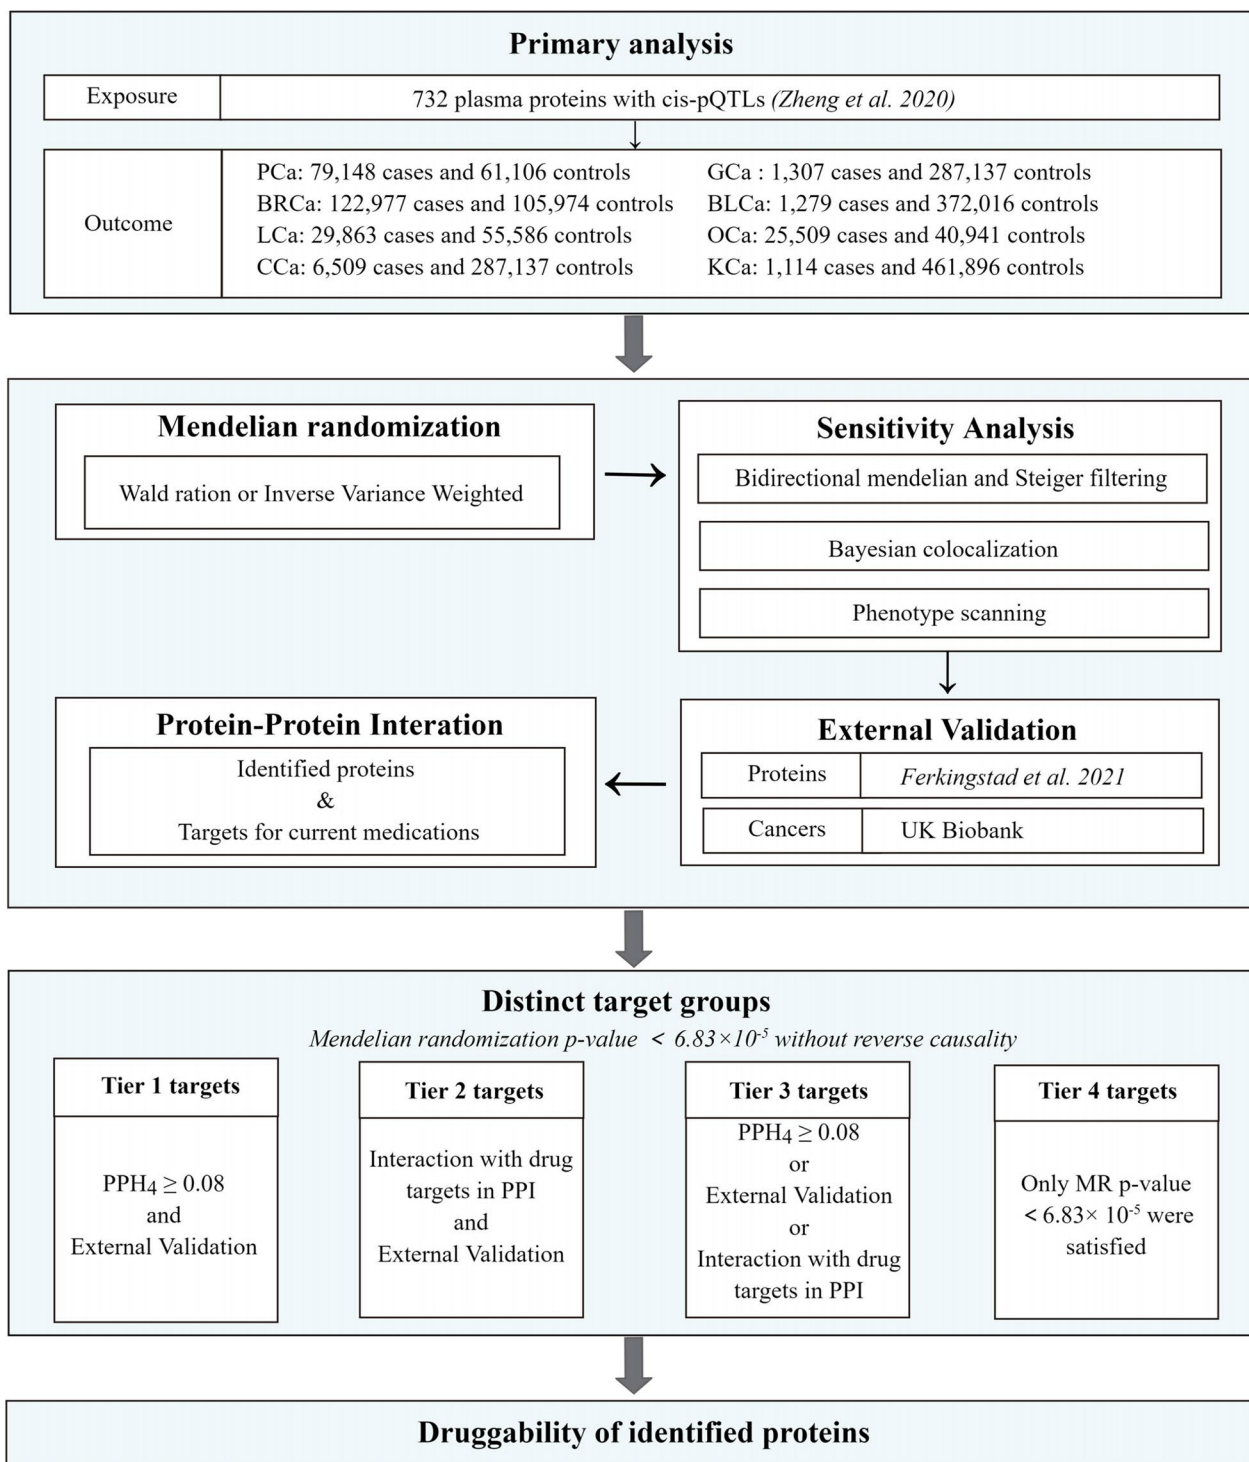 Primary analysis
Exposure
732 plasma proteins with cis-pQTLs (Zheng et al. 2020)
Outcome
PCa: 79,148 cases and 61,106 controls
BRCa: 122,977 cases and 105,974 controls
LCa: 29,863 cases and 55,586 controls
CCa: 6,509 cases and 287,137 controls
GCa : 1,307 cases and 287,137 controls
BLCa: 1,279 cases and 372,016 controls
OCa: 25,509 cases and 40,941 controls
KCa: 1,114 cases and 461,896 controls
Mendelian randomization
Wald ration or Inverse Variance Weighted
Sensitivity Analysis
Bidirectional mendelian and Steiger filtering
Bayesian colocalization
Phenotype scanning
External Validation
Proteins
Ferkingstad et al. 2021
Cancers
UK Biobank
Protein-Protein Interation
Identified proteins
&
Targets for current medications
Distinct target groups
Mendelian randomization p-value < 6.83×10⁻⁵ without reverse causality
Tier 1 targets
PPH₄ ≥ 0.08
and
External Validation
Tier 2 targets
Interaction with drug
targets in PPI
and
External Validation
Tier 3 targets
PPH₄ ≥ 0.08
or
External Validation
or
Interaction with drug
targets in PPI
Tier 4 targets
Only MR p-value
< 6.83× 10⁻⁵ were
satisfied
Druggability of identified proteins